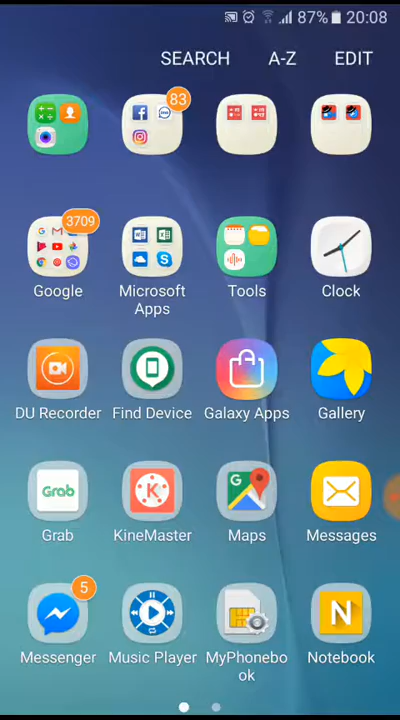 87% 20:08
SEARCH A-Z EDIT
83
3709
Google Microsoft Apps Tools Clock
DU Recorder Find Device Galaxy Apps Gallery
G
Grab K
Grab KineMaster Maps Messages
5
N
Messenger Music Player MyPhonebo
ok Notebook